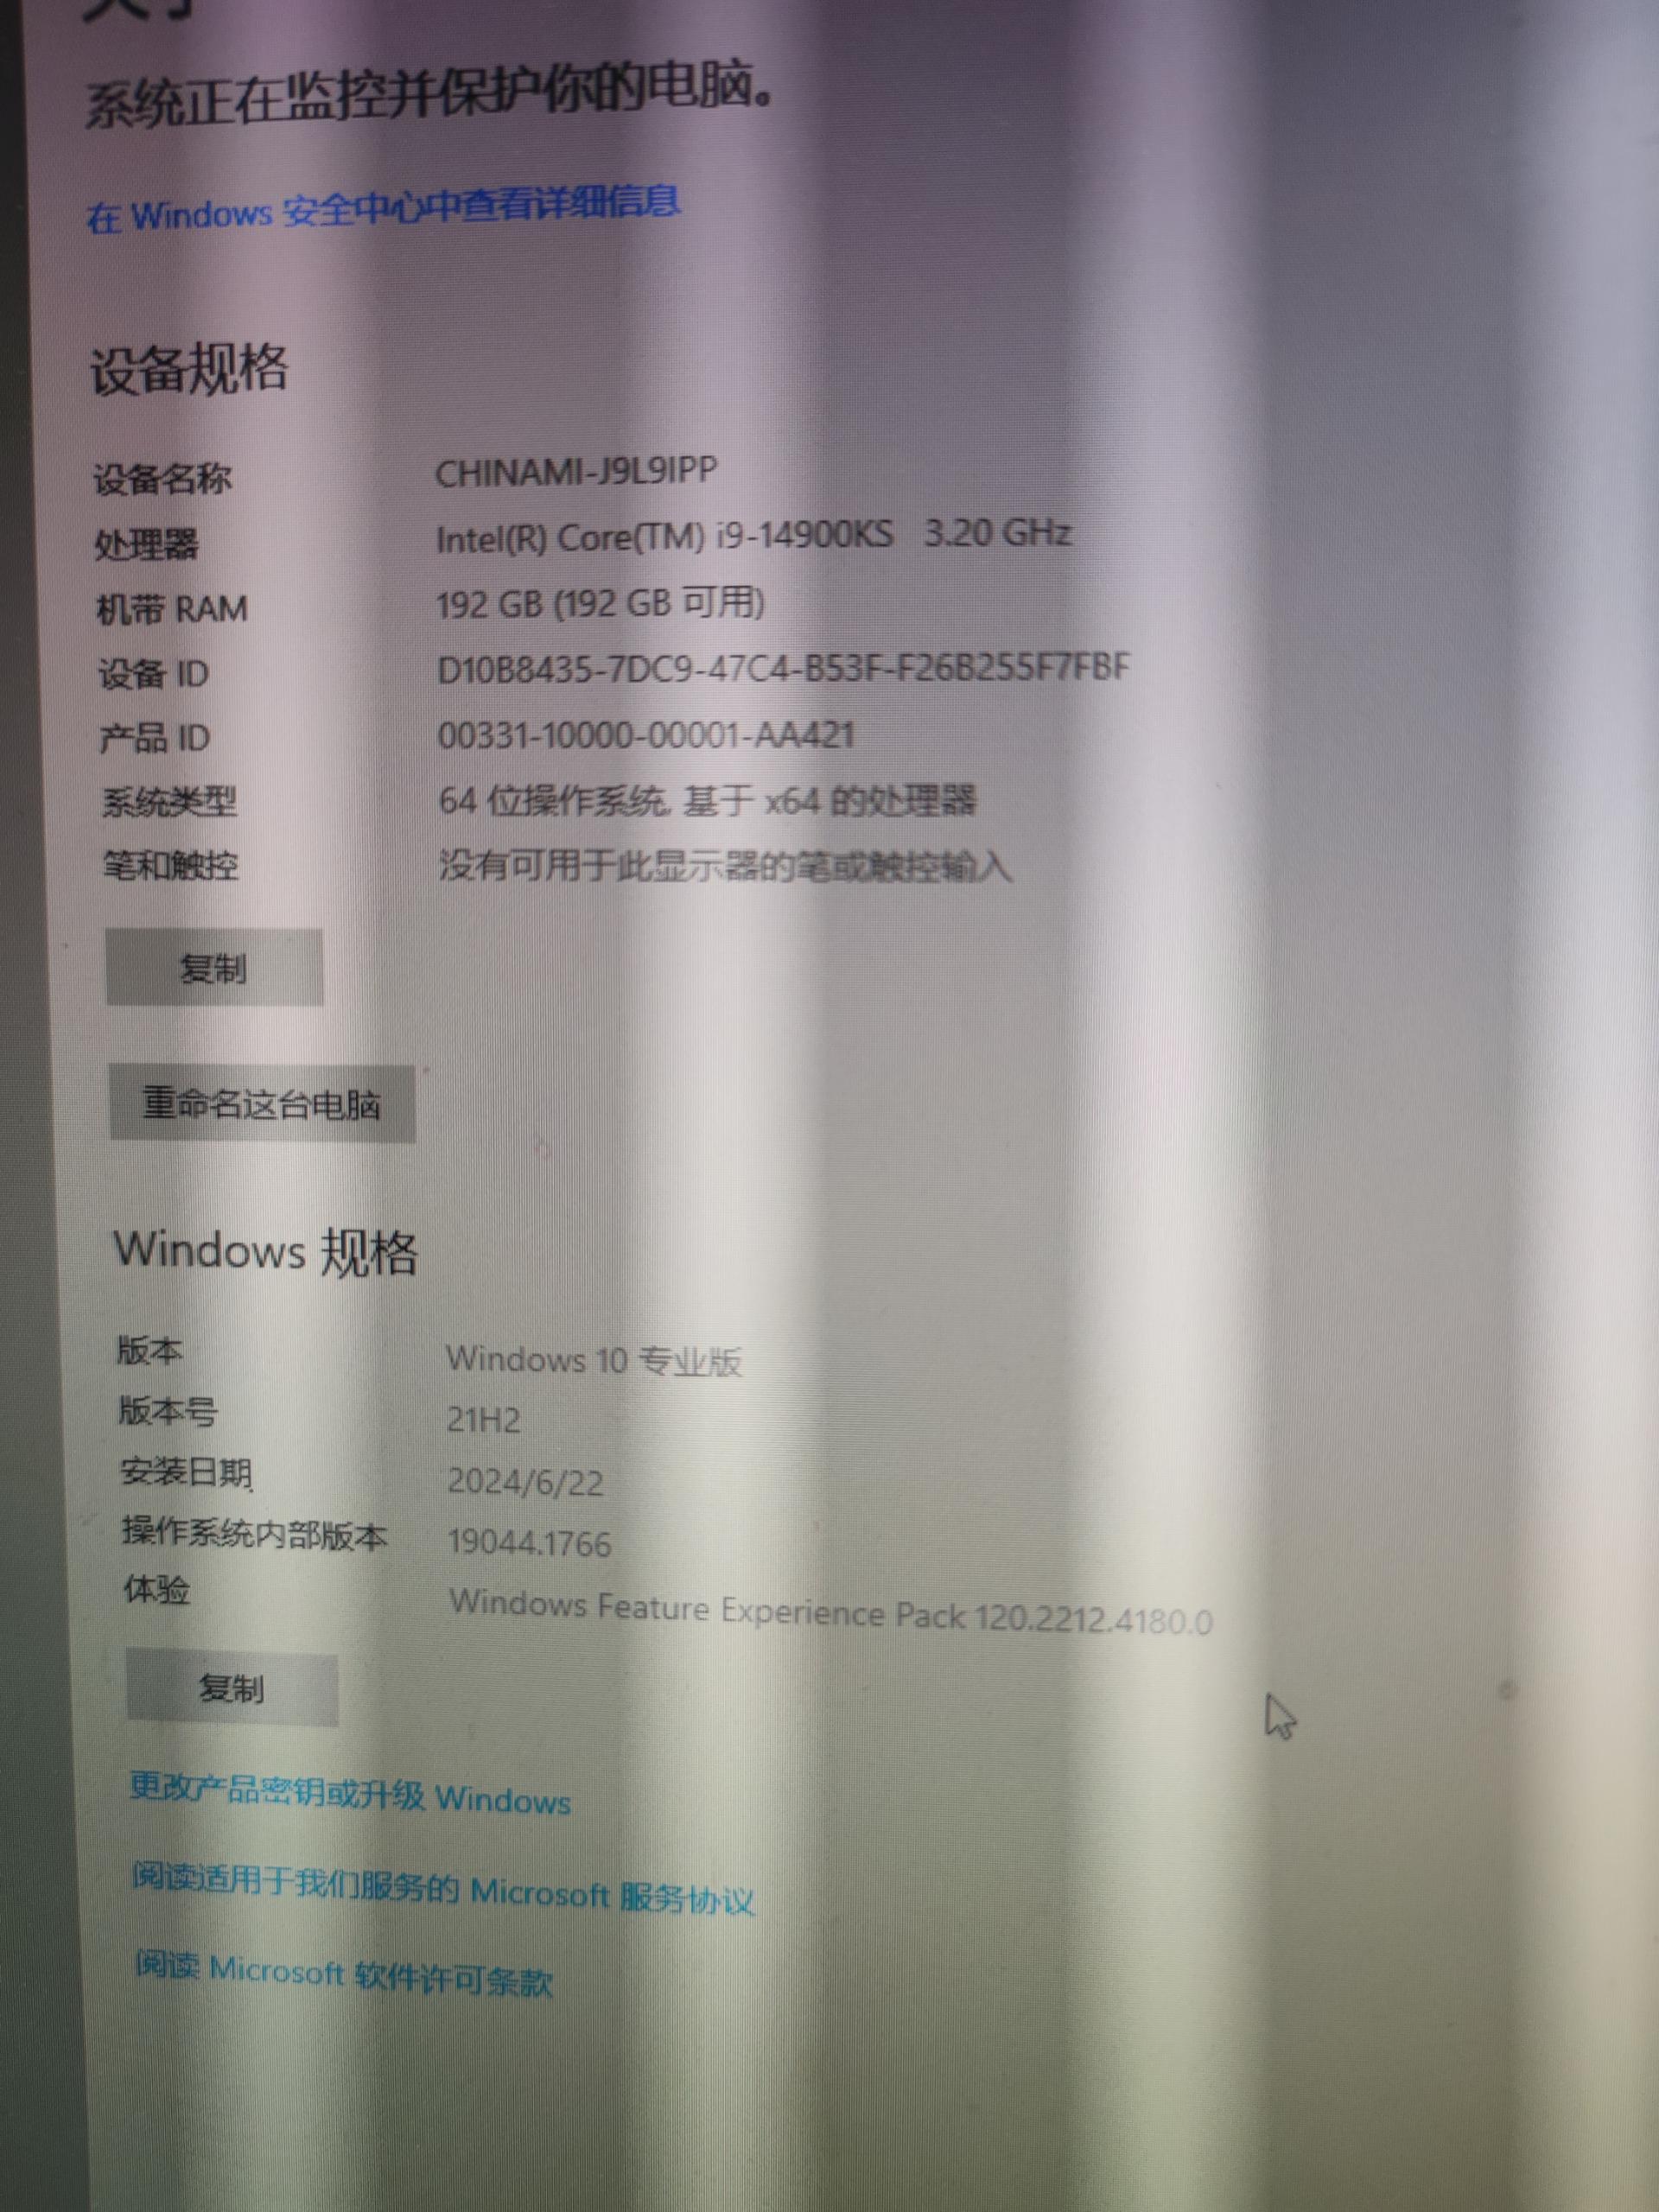 关于
系统正在监控并保护你的电脑。
在 Windows 安全中心中查看详细信息
设备规格
设备名称 CHINAMI-J9L9IPP
处理器 Intel(R) Core(TM) i9-14900KS 3.20 GHz
机带 RAM 192 GB (192 GB 可用)
设备 ID D10B8435-7DC9-47C4-B53F-F26B255F7FBF
产品 ID 00331-10000-00001-AA421
系统类型 64 位操作系统, 基于 x64 的处理器
笔和触控 没有可用于此显示器的笔或触控输入
复制
重命名这台电脑
Windows 规格
版本 Windows 10 专业版
版本号 21H2
安装日期 2024/6/22
操作系统内部版本 19044.1766
体验 Windows Feature Experience Pack 120.2212.4180.0
复制
更改产品密钥或升级 Windows
阅读适用于我们服务的 Microsoft 服务协议
阅读 Microsoft 软件许可条款